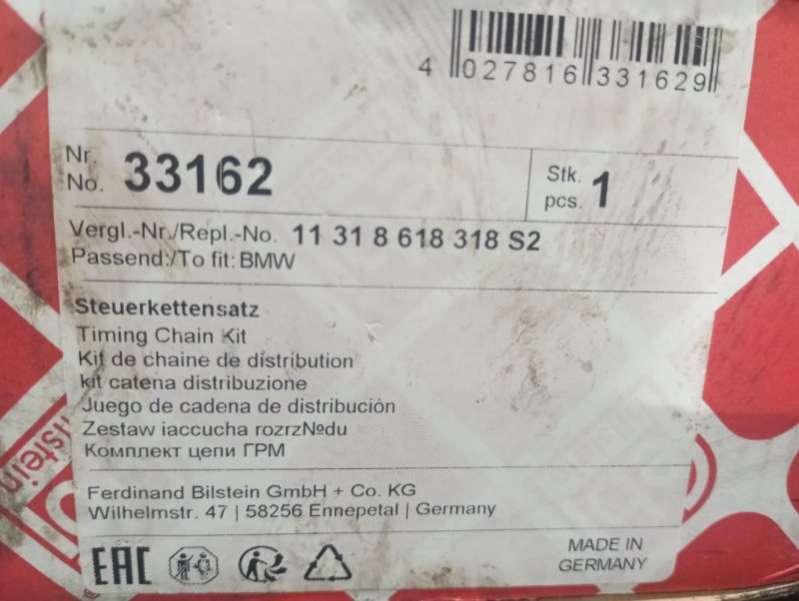 4 027816 331629
Nr.
No. 33162
Stk.
pcs. 1
Vergl.-Nr./Repl.-No. 11 31 8 618 318 S2
Passend:/To fit: BMW
Steuerkettensatz
Timing Chain Kit
Kit de chaine de distribution
kit catena distribuzione
Juego de cadena de distribución
Zestaw iaccucha rozrz№du
Комплект цепи ГРМ
Ferdinand Bilstein GmbH + Co. KG
Wilhelmstr. 47 | 58256 Ennepetal | Germany
EAC
MADE IN
GERMANY
ilstein